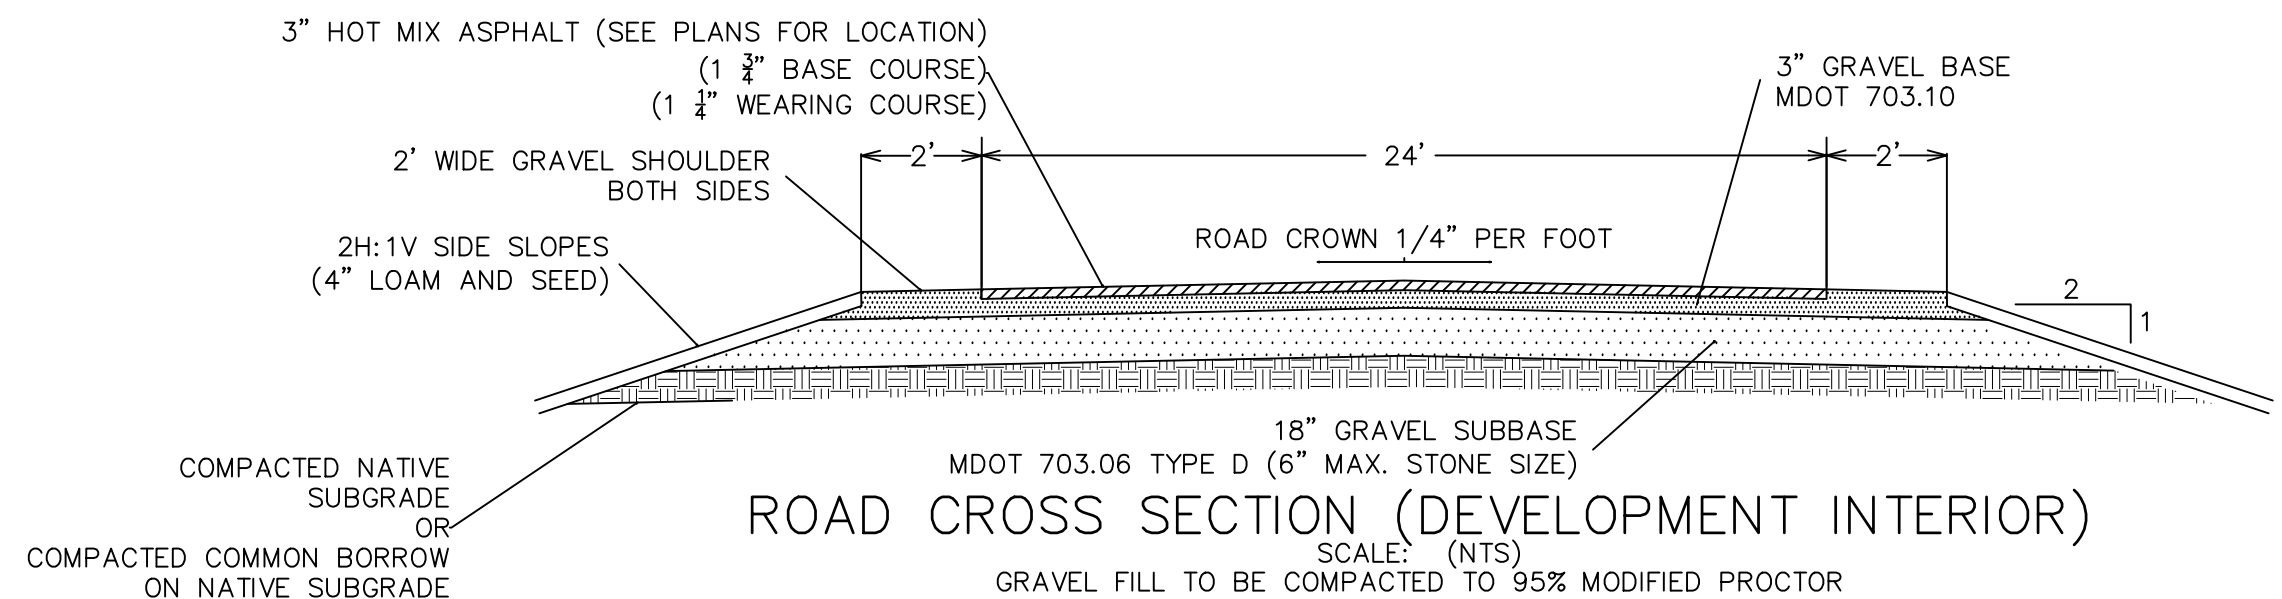 3” HOT MIX ASPHALT (SEE PLANS FOR LOCATION)
(1 3/4” BASE COURSE)
(1 1/4” WEARING COURSE)
3” GRAVEL BASE
MDOT 703.10
2’ WIDE GRAVEL SHOULDER
BOTH SIDES
2’
24’
2’
2H:1V SIDE SLOPES
(4” LOAM AND SEED)
ROAD CROWN 1/4” PER FOOT
2
1
18” GRAVEL SUBBASE
MDOT 703.06 TYPE D (6” MAX. STONE SIZE)
COMPACTED NATIVE
SUBGRADE
OR
COMPACTED COMMON BORROW
ON NATIVE SUBGRADE
ROAD CROSS SECTION (DEVELOPMENT INTERIOR)
SCALE: (NTS)
GRAVEL FILL TO BE COMPACTED TO 95% MODIFIED PROCTOR